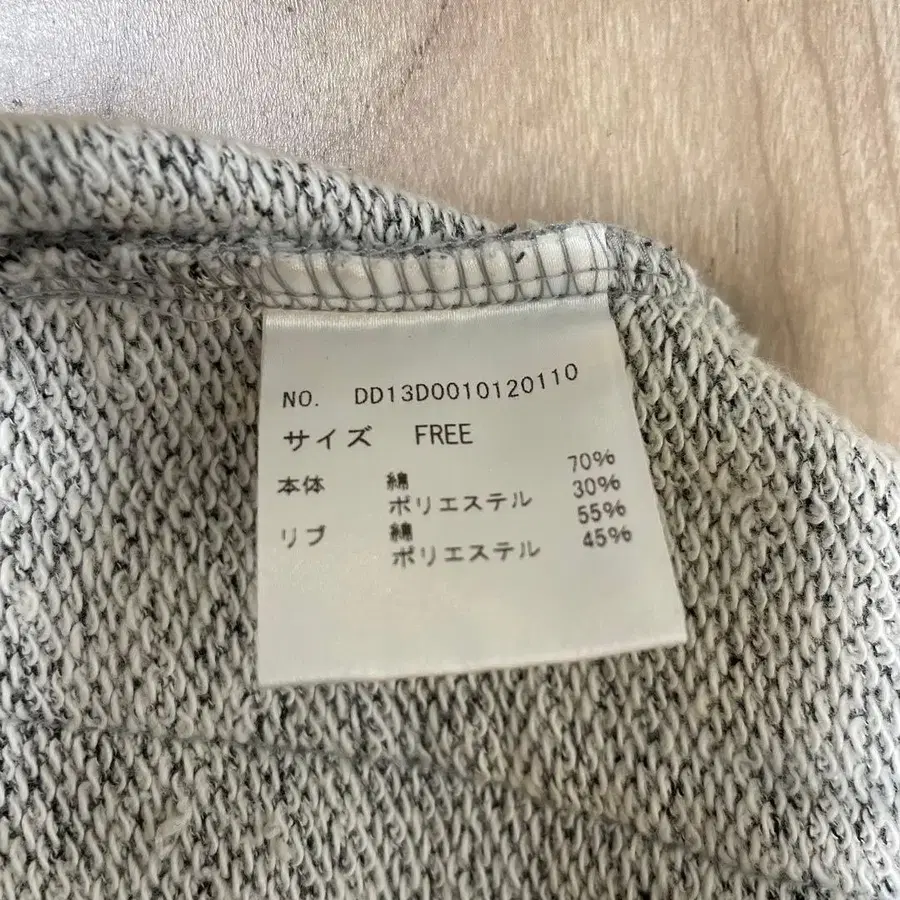 NO. DD13D0010120110
サイズ FREE
本体 綿 70%
ポリエステル 30%
リブ 綿 55%
ポリエステル 45%